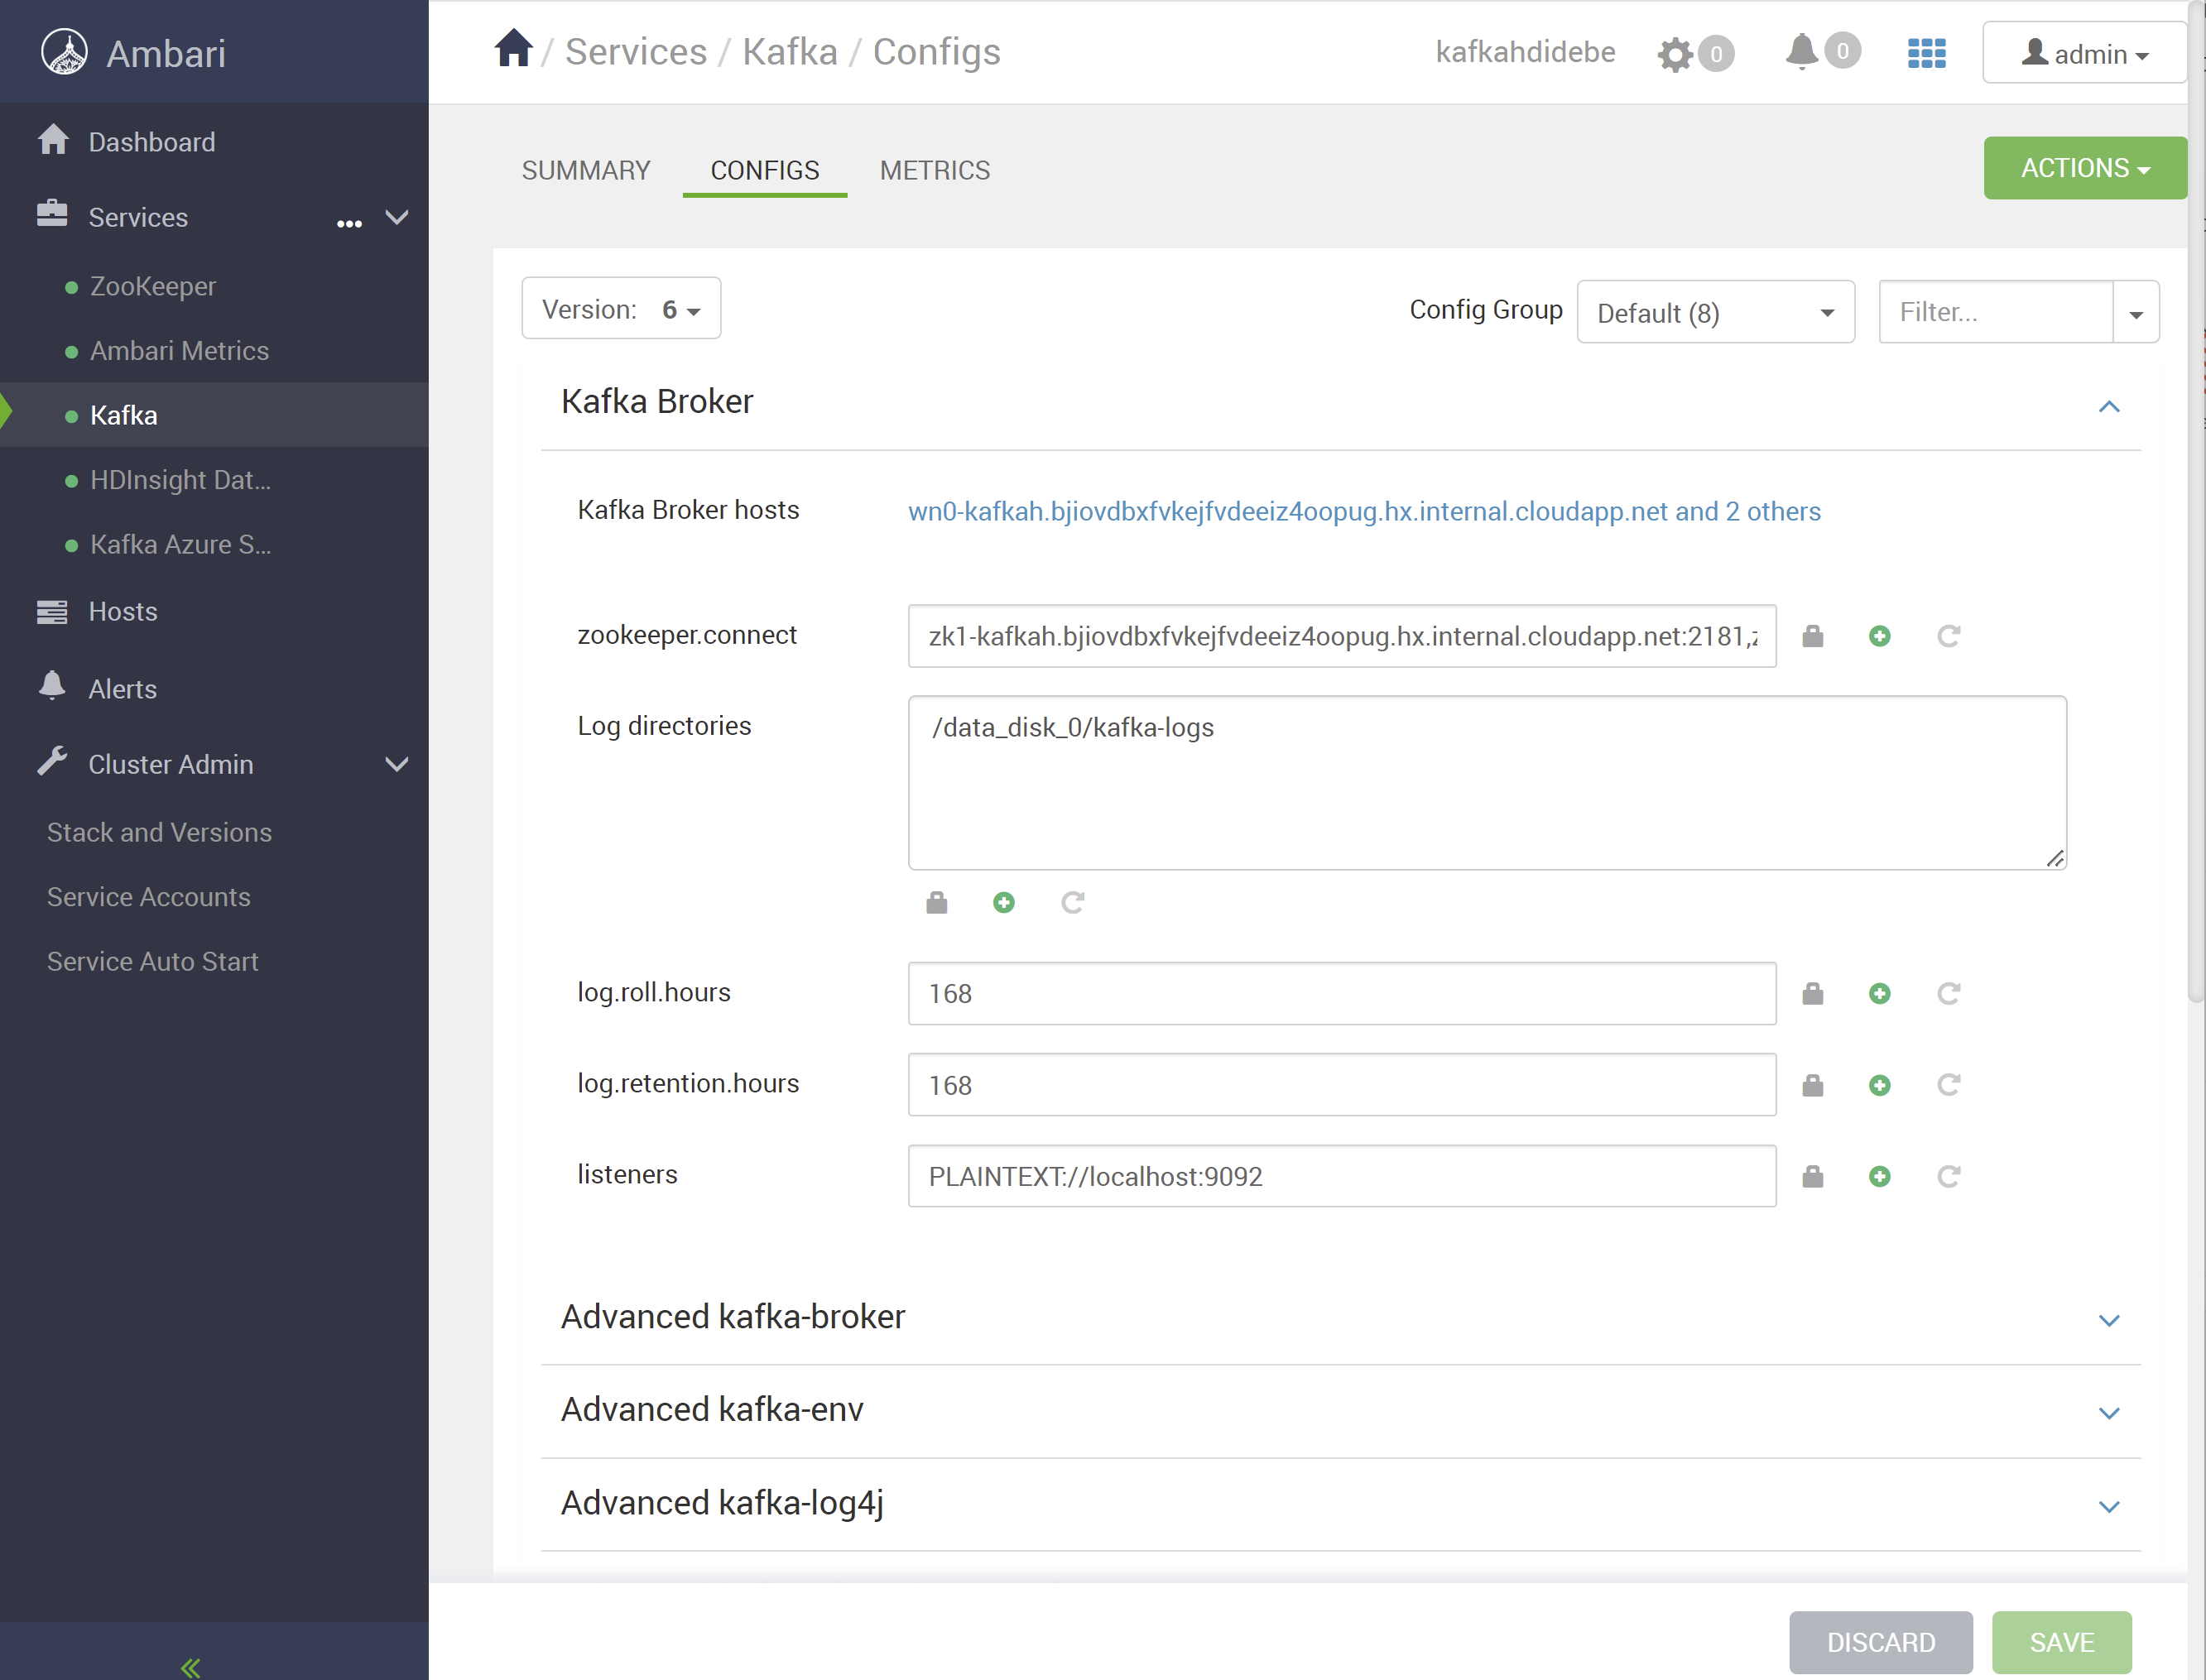 Ambari
/ Services / Kafka / Configs
kafkahdidebe
0
0
admin
Dashboard
Services
ZooKeeper
Ambari Metrics
Kafka
HDInsight Dat...
Kafka Azure S...
Hosts
Alerts
Cluster Admin
Stack and Versions
Service Accounts
Service Auto Start
SUMMARY
CONFIGS
METRICS
ACTIONS
Version: 6
Config Group
Default (8)
Filter...
Kafka Broker
Kafka Broker hosts
wn0-kafkah.bjiovdbxfvkejfvdeeiz4oopug.hx.internal.cloudapp.net and 2 others
zookeeper.connect
zk1-kafkah.bjiovdbxfvkejfvdeeiz4oopug.hx.internal.cloudapp.net:2181,z
Log directories
/data_disk_0/kafka-logs
log.roll.hours
168
log.retention.hours
168
listeners
PLAINTEXT://localhost:9092
Advanced kafka-broker
Advanced kafka-env
Advanced kafka-log4j
DISCARD
SAVE